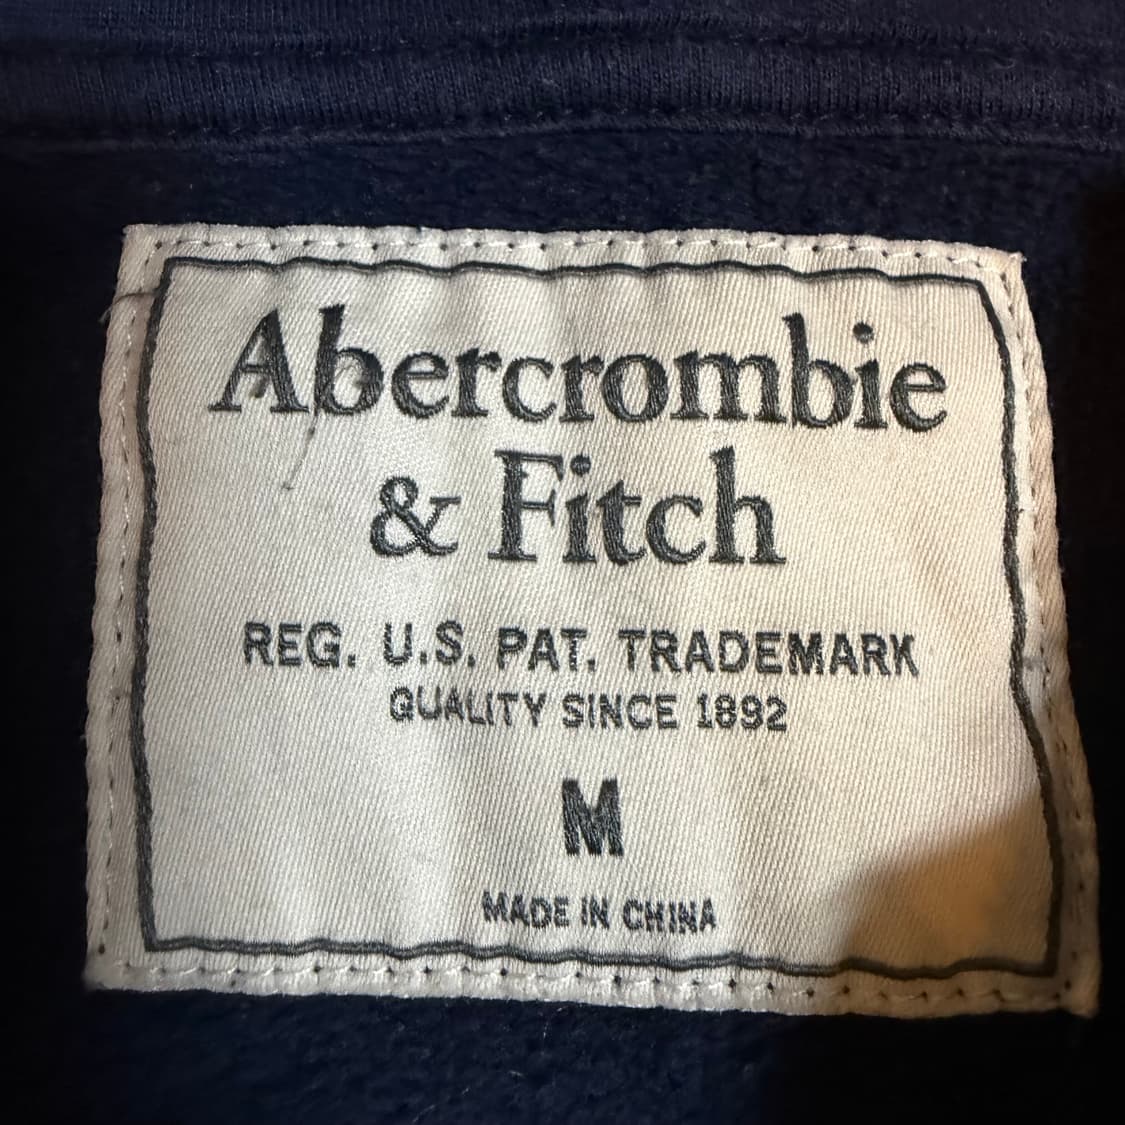 Abercrombie
& Fitch
REG. U.S. PAT. TRADEMARK
QUALITY SINCE 1892
M
MADE IN CHINA